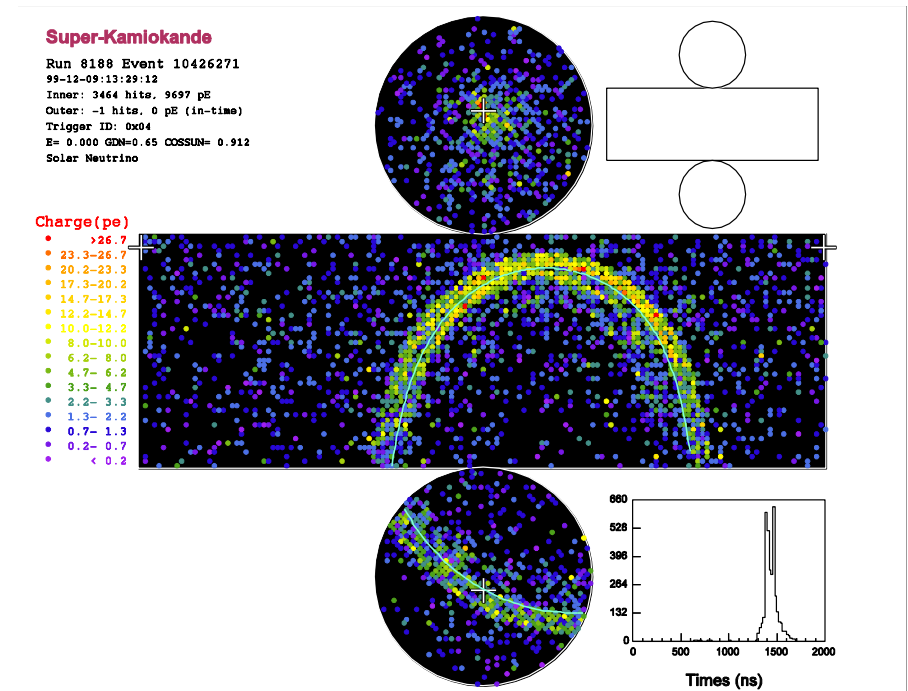 Super-Kamiokande
Run 8188 Event 10426271
99-12-09:13:29:12
Inner: 3464 hits, 9697 pE
Outer: -1 hits, 0 pE (in-time)
Trigger ID: 0x04
E= 0.000 GDN=0.65 COSSUN= 0.912
Solar Neutrino
Charge(pe)
>26.7
23.3-26.7
20.2-23.3
17.3-20.2
14.7-17.3
12.2-14.7
10.0-12.2
8.0-10.0
6.2- 8.0
4.7- 6.2
3.3- 4.7
2.2- 3.3
1.3- 2.2
0.7- 1.3
0.2- 0.7
< 0.2
660
528
396
264
132
0
0 500 1000 1500 2000
Times (ns)